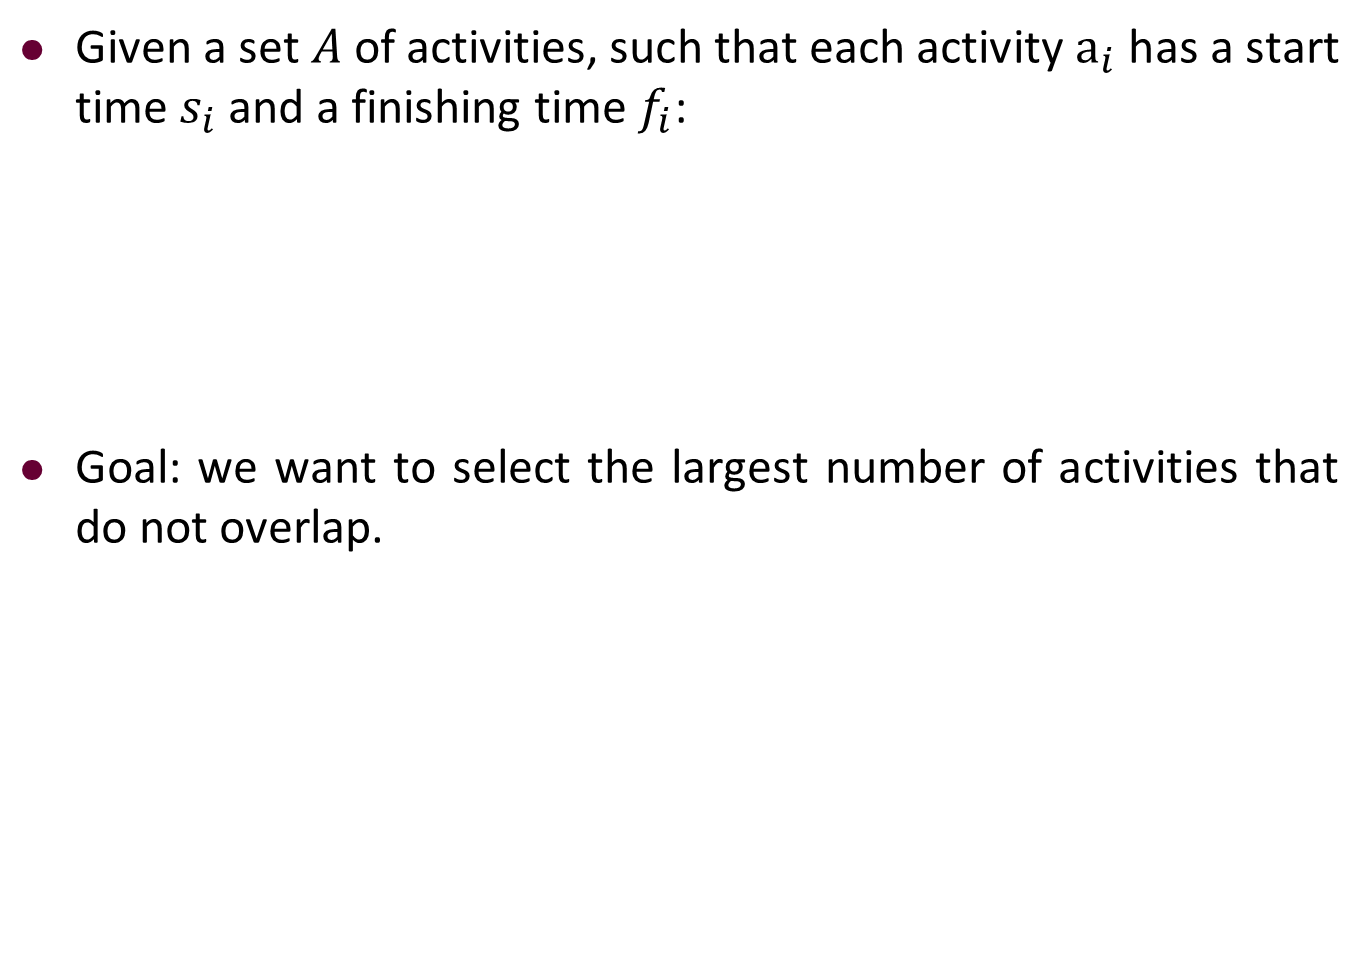 • Given a set A of activities, such that each activity aᵢ has a start
time sᵢ and a finishing time fᵢ:
• Goal: we want to select the largest number of activities that
do not overlap.